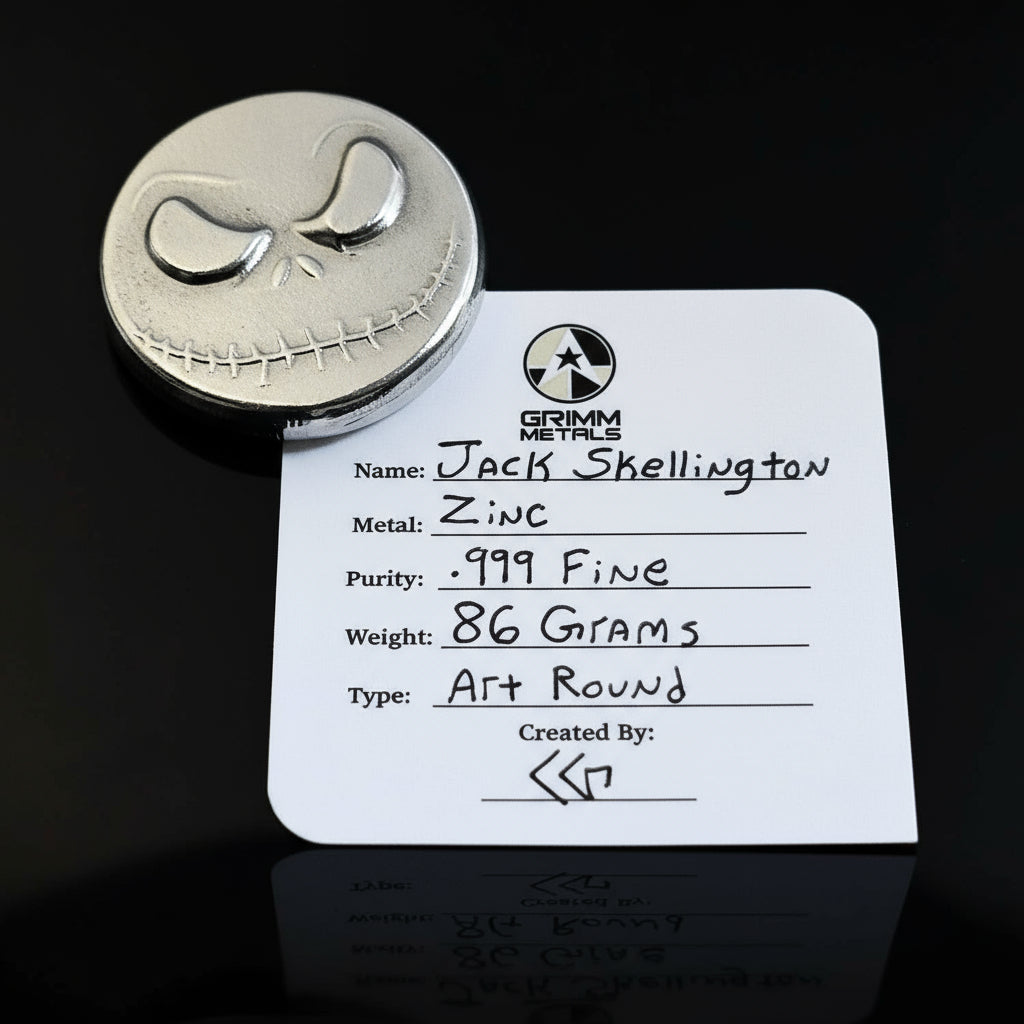 GRIMM
METALS
Name: Jack Skellington
Metal: Zinc
Purity: .999 Fine
Weight: 86 Grams
Type: Art Round
Created By: